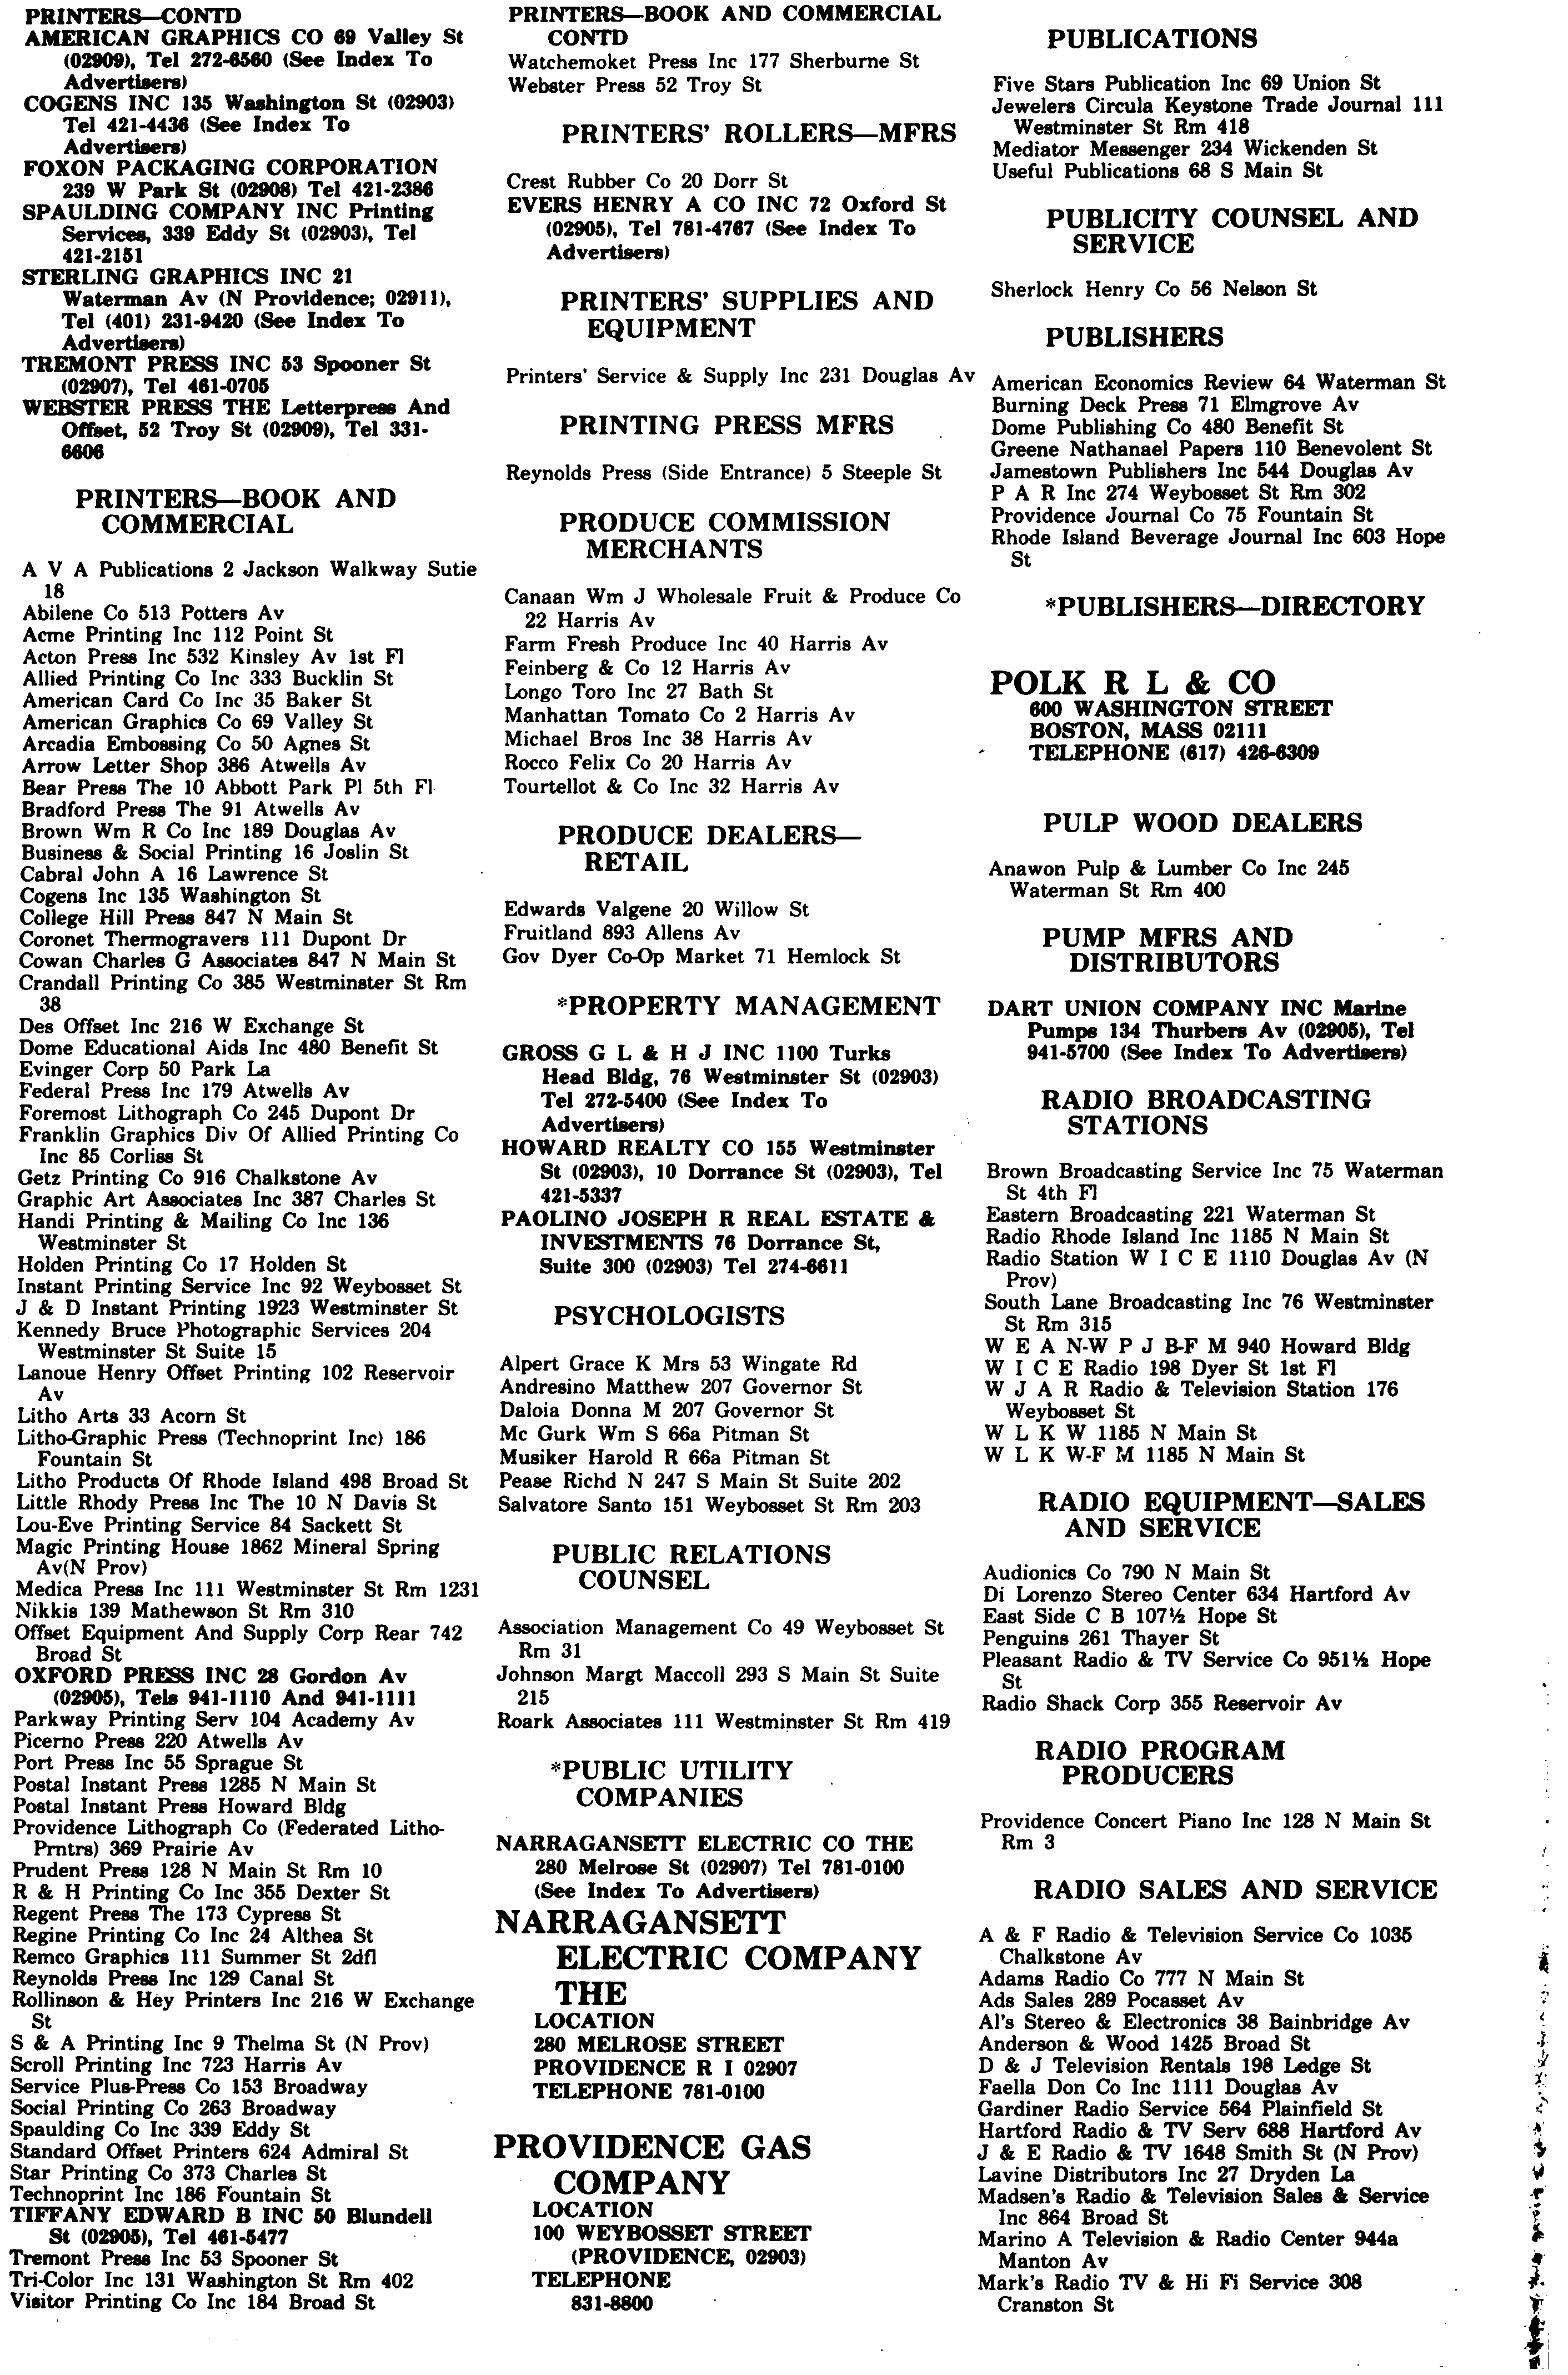 PRINTERS—CONTD
AMERICAN GRAPHICS CO 69 Valley St
(02909), Tel 272-6560 (See Index To
Advertisers)
COGENS INC 135 Washington St (02903)
Tel 421-4436 (See Index To
Advertisers)
FOXON PACKAGING CORPORATION
239 W Park St (02908) Tel 421-2386
SPAULDING COMPANY INC Printing
Services, 339 Eddy St (02903), Tel
421-2151
STERLING GRAPHICS INC 21
Waterman Av (N Providence; 02911),
Tel (401) 231-9420 (See Index To
Advertisers)
TREMONT PRESS INC 53 Spooner St
(02907), Tel 461-0705
WEBSTER PRESS THE Letterpress And
Offset, 52 Troy St (02909), Tel 331-
6606
PRINTERS—BOOK AND
COMMERCIAL
A V A Publications 2 Jackson Walkway Sutie
18
Abilene Co 513 Potters Av
Acme Printing Inc 112 Point St
Acton Press Inc 532 Kinsley Av 1st Fl
Allied Printing Co Inc 333 Bucklin St
American Card Co Inc 35 Baker St
American Graphics Co 69 Valley St
Arcadia Embossing Co 50 Agnes St
Arrow Letter Shop 386 Atwells Av
Bear Press The 10 Abbott Park Pl 5th Fl
Bradford Press The 91 Atwells Av
Brown Wm R Co Inc 189 Douglas Av
Business & Social Printing 16 Joslin St
Cabral John A 16 Lawrence St
Cogens Inc 135 Washington St
College Hill Press 847 N Main St
Coronet Thermogravers 111 Dupont Dr
Cowan Charles G Associates 847 N Main St
Crandall Printing Co 385 Westminster St Rm
38
Des Offset Inc 216 W Exchange St
Dome Educational Aids Inc 480 Benefit St
Evinger Corp 50 Park La
Federal Press Inc 179 Atwells Av
Foremost Lithograph Co 245 Dupont Dr
Franklin Graphics Div Of Allied Printing Co
Inc 85 Corliss St
Getz Printing Co 916 Chalkstone Av
Graphic Art Associates Inc 387 Charles St
Handi Printing & Mailing Co Inc 136
Westminster St
Holden Printing Co 17 Holden St
Instant Printing Service Inc 92 Weybosset St
J & D Instant Printing 1923 Westminster St
Kennedy Bruce Photographic Services 204
Westminster St Suite 15
Lanoue Henry Offset Printing 102 Reservoir
Av
Litho Arts 33 Acorn St
Litho-Graphic Press (Technoprint Inc) 186
Fountain St
Litho Products Of Rhode Island 498 Broad St
Little Rhody Press Inc The 10 N Davis St
Lou-Eve Printing Service 84 Sackett St
Magic Printing House 1862 Mineral Spring
Av(N Prov)
Medica Press Inc 111 Westminster St Rm 1231
Nikkis 139 Mathewson St Rm 310
Offset Equipment And Supply Corp Rear 742
Broad St
OXFORD PRESS INC 28 Gordon Av
(02905), Tels 941-1110 And 941-1111
Parkway Printing Serv 104 Academy Av
Picerno Press 220 Atwells Av
Port Press Inc 55 Sprague St
Postal Instant Press 1285 N Main St
Postal Instant Press Howard Bldg
Providence Lithograph Co (Federated Litho-
Prntrs) 369 Prairie Av
Prudent Press 128 N Main St Rm 10
R & H Printing Co Inc 355 Dexter St
Regent Press The 173 Cypress St
Regine Printing Co Inc 24 Althea St
Remco Graphics 111 Summer St 2dfl
Reynolds Press Inc 129 Canal St
Rollinson & Hey Printers Inc 216 W Exchange
St
S & A Printing Inc 9 Thelma St (N Prov)
Scroll Printing Inc 723 Harris Av
Service Plus-Press Co 153 Broadway
Social Printing Co 263 Broadway
Spaulding Co Inc 339 Eddy St
Standard Offset Printers 624 Admiral St
Star Printing Co 373 Charles St
Technoprint Inc 186 Fountain St
TIFFANY EDWARD B INC 50 Blundell
St (02905), Tel 461-5477
Tremont Press Inc 53 Spooner St
Tri-Color Inc 131 Washington St Rm 402
Visitor Printing Co Inc 184 Broad St
PRINTERS—BOOK AND COMMERCIAL
CONTD
Watchemoket Press Inc 177 Sherburne St
Webster Press 52 Troy St
PRINTERS' ROLLERS—MFRS
Crest Rubber Co 20 Dorr St
EVERS HENRY A CO INC 72 Oxford St
(02905), Tel 781-4767 (See Index To
Advertisers)
PRINTERS' SUPPLIES AND
EQUIPMENT
Printers' Service & Supply Inc 231 Douglas Av
PRINTING PRESS MFRS
Reynolds Press (Side Entrance) 5 Steeple St
PRODUCE COMMISSION
MERCHANTS
Canaan Wm J Wholesale Fruit & Produce Co
22 Harris Av
Farm Fresh Produce Inc 40 Harris Av
Feinberg & Co 12 Harris Av
Longo Toro Inc 27 Bath St
Manhattan Tomato Co 2 Harris Av
Michael Bros Inc 38 Harris Av
Rocco Felix Co 20 Harris Av
Tourtellot & Co Inc 32 Harris Av
PRODUCE DEALERS—
RETAIL
Edwards Valgene 20 Willow St
Fruitland 893 Allens Av
Gov Dyer Co-Op Market 71 Hemlock St
*PROPERTY MANAGEMENT
GROSS G L & H J INC 1100 Turks
Head Bldg, 76 Westminster St (02903)
Tel 272-5400 (See Index To
Advertisers)
HOWARD REALTY CO 155 Westminster
St (02903), 10 Dorrance St (02903), Tel
421-5337
PAOLINO JOSEPH R REAL ESTATE &
INVESTMENTS 76 Dorrance St,
Suite 300 (02903) Tel 274-6611
PSYCHOLOGISTS
Alpert Grace K Mrs 53 Wingate Rd
Andresino Matthew 207 Governor St
Daloia Donna M 207 Governor St
Mc Gurk Wm S 66a Pitman St
Musiker Harold R 66a Pitman St
Pease Richd N 247 S Main St Suite 202
Salvatore Santo 151 Weybosset St Rm 203
PUBLIC RELATIONS
COUNSEL
Association Management Co 49 Weybosset St
Rm 31
Johnson Margt Maccoll 293 S Main St Suite
215
Roark Associates 111 Westminster St Rm 419
*PUBLIC UTILITY
COMPANIES
NARRAGANSETT ELECTRIC CO THE
280 Melrose St (02907) Tel 781-0100
(See Index To Advertisers)
NARRAGANSETT
ELECTRIC COMPANY
THE
LOCATION
280 MELROSE STREET
PROVIDENCE R I 02907
TELEPHONE 781-0100
PROVIDENCE GAS
COMPANY
LOCATION
100 WEYBOSSET STREET
(PROVIDENCE, 02903)
TELEPHONE
831-8800
PUBLICATIONS
Five Stars Publication Inc 69 Union St
Jewelers Circula Keystone Trade Journal 111
Westminster St Rm 418
Mediator Messenger 234 Wickenden St
Useful Publications 68 S Main St
PUBLICITY COUNSEL AND
SERVICE
Sherlock Henry Co 56 Nelson St
PUBLISHERS
American Economics Review 64 Waterman St
Burning Deck Press 71 Elmgrove Av
Dome Publishing Co 480 Benefit St
Greene Nathanael Papers 110 Benevolent St
Jamestown Publishers Inc 544 Douglas Av
P A R Inc 274 Weybosset St Rm 302
Providence Journal Co 75 Fountain St
Rhode Island Beverage Journal Inc 603 Hope
St
*PUBLISHERS—DIRECTORY
POLK R L & CO
600 WASHINGTON STREET
BOSTON, MASS 02111
TELEPHONE (617) 426-6309
PULP WOOD DEALERS
Anawon Pulp & Lumber Co Inc 245
Waterman St Rm 400
PUMP MFRS AND
DISTRIBUTORS
DART UNION COMPANY INC Marine
Pumps 134 Thurbers Av (02905), Tel
941-5700 (See Index To Advertisers)
RADIO BROADCASTING
STATIONS
Brown Broadcasting Service Inc 75 Waterman
St 4th Fl
Eastern Broadcasting 221 Waterman St
Radio Rhode Island Inc 1185 N Main St
Radio Station W I C E 1110 Douglas Av (N
Prov)
South Lane Broadcasting Inc 76 Westminster
St Rm 315
W E A N-W P J B-F M 940 Howard Bldg
W I C E Radio 198 Dyer St 1st Fl
W J A R Radio & Television Station 176
Weybosset St
W L K W 1185 N Main St
W L K W-F M 1185 N Main St
RADIO EQUIPMENT—SALES
AND SERVICE
Audionics Co 790 N Main St
Di Lorenzo Stereo Center 634 Hartford Av
East Side C B 107½ Hope St
Penguins 261 Thayer St
Pleasant Radio & TV Service Co 951½ Hope
St
Radio Shack Corp 355 Reservoir Av
RADIO PROGRAM
PRODUCERS
Providence Concert Piano Inc 128 N Main St
Rm 3
RADIO SALES AND SERVICE
A & F Radio & Television Service Co 1035
Chalkstone Av
Adams Radio Co 777 N Main St
Ads Sales 289 Pocasset Av
Al's Stereo & Electronics 38 Bainbridge Av
Anderson & Wood 1425 Broad St
D & J Television Rentals 198 Ledge St
Faella Don Co Inc 1111 Douglas Av
Gardiner Radio Service 564 Plainfield St
Hartford Radio & TV Serv 688 Hartford Av
J & E Radio & TV 1648 Smith St (N Prov)
Lavine Distributors Inc 27 Dryden La
Madsen's Radio & Television Sales & Service
Inc 864 Broad St
Marino A Television & Radio Center 944a
Manton Av
Mark's Radio TV & Hi Fi Service 308
Cranston St